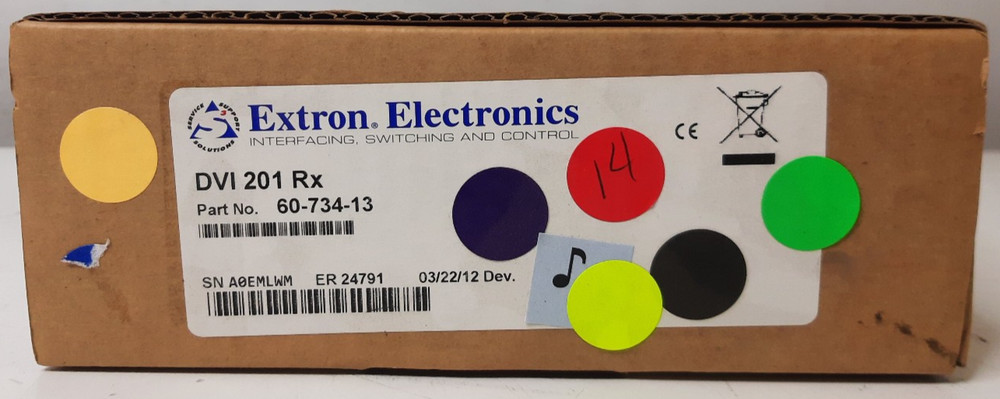 SERVICE SUPPORT SOLUTIONS
S3
Extron® Electronics
INTERFACING, SWITCHING AND CONTROL
CE
14
DVI 201 Rx
Part No. 60-734-13
SN A0EMLWM ER 24791 03/22/12 Dev.